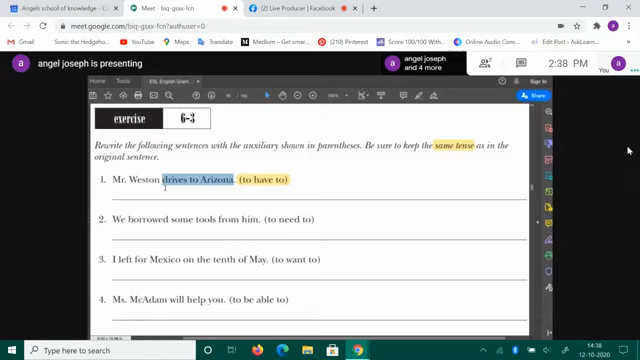 Angels school of knowledge
Meet - biq-gsxx-fcn
Live Producer | Facebook
meet.google.com/biq-gsxx-fcn?authuser=0
Gmail
Sonic the Hedgehog
YouTube
Maps
Translate
Medium – Get smart
(210) Pinterest
Score 100/100 With
Online Audio Conv
Edit Post ‹ AskLearn
a angel joseph is presenting
angel joseph
and 4 more
7
2:38 PM
You
a
Home Tools ESL English Gram
Sign In
Share
exercise 6-3
Rewrite the following sentences with the auxiliary shown in parentheses. Be sure to keep the same tense as in the
original sentence.
1. Mr. Weston drives to Arizona. (to have to)
2. We borrowed some tools from him. (to need to)
3. I left for Mexico on the tenth of May. (to want to)
4. Ms. McAdam will help you. (to be able to)
Type here to search
ENG
14:38
12-10-2020